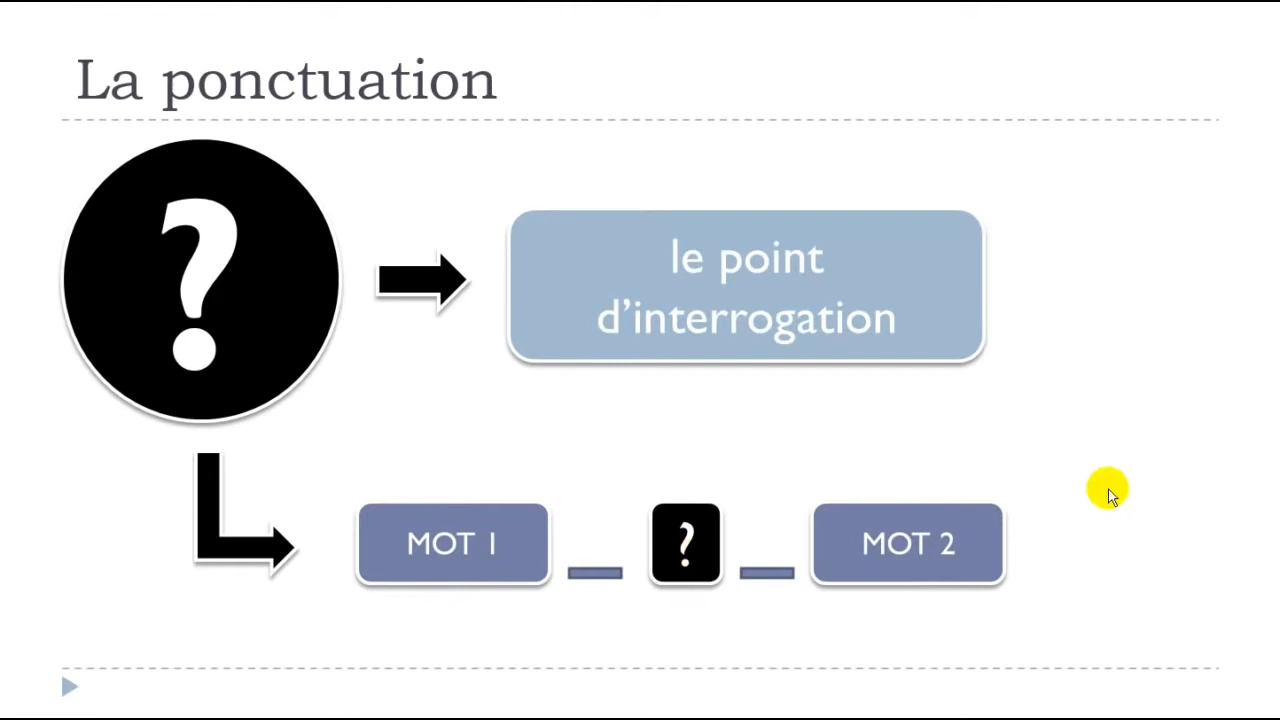 La ponctuation
?
le point
d’interrogation
MOT 1 _ ? _ MOT 2